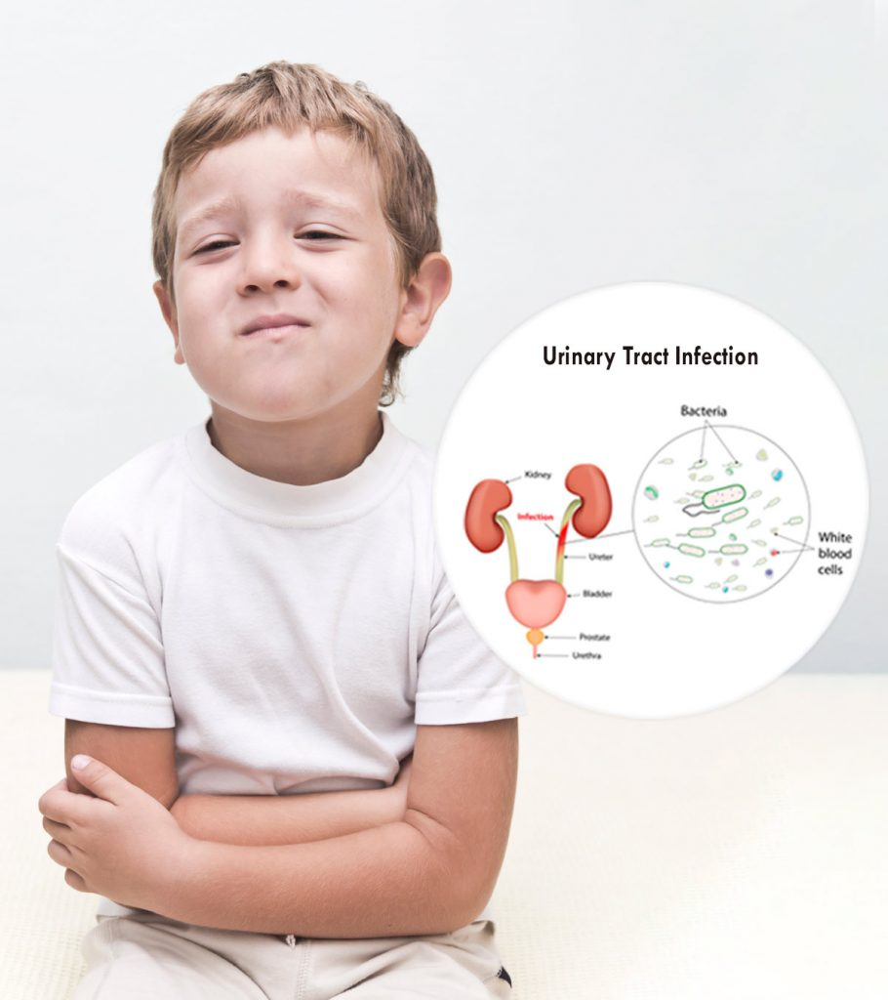 Urinary Tract Infection
Bacteria
Kidney
Infection
Ureter
White
blood
cells
Bladder
Prostate
Urethra